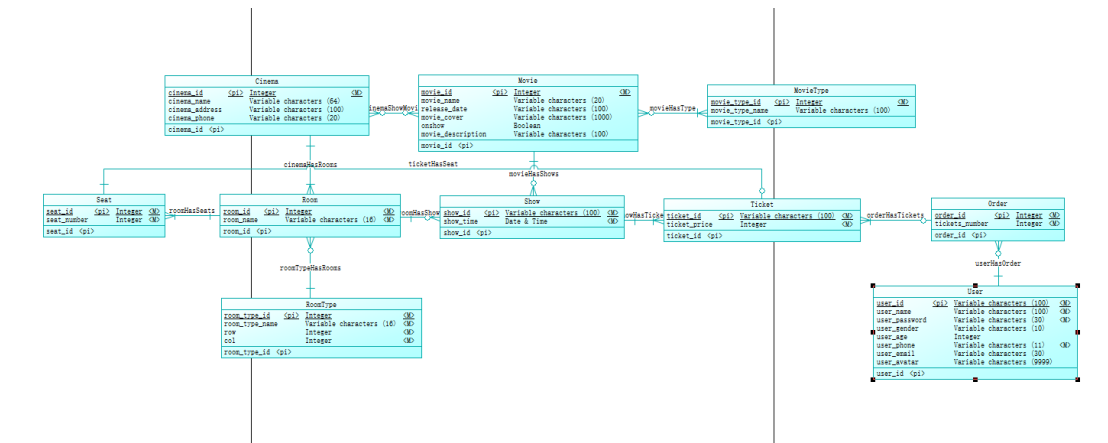 Cinema
cinema_id <pi> Integer <M>
cinema_name Variable characters (64)
cinema_address Variable characters (100)
cinema_phone Variable characters (20)
cinema_id <pi>
inemaShowMovi
Movie
movie_id <pi> Integer <M>
movie_name Variable characters (20)
release_date Variable characters (100)
movie_cover Variable characters (1000)
onshow Boolean
movie_description Variable characters (100)
movie_id <pi>
movieHasType
MovieType
movie_type_id <pi> Integer <M>
movie_type_name Variable characters (100)
movie_type_id <pi>
cinemaHasRooms
ticketHasSeat
movieHasShows
Seat
seat_id <pi> Integer <M>
seat_number Integer <M>
seat_id <pi>
roomHasSeats
Room
room_id <pi> Integer <M>
room_name Variable characters (16) <M>
room_id <pi>
oomHasShow
Show
show_id <pi> Variable characters (100) <M>
show_time Date & Time <M>
show_id <pi>
owHasTicke
Ticket
ticket_id <pi> Variable characters (100) <M>
ticket_price Integer <M>
ticket_id <pi>
orderHasTickets
Order
order_id <pi> Integer <M>
tickets_number Integer <M>
order_id <pi>
roomTypeHasRooms
userHasOrder
RoomType
room_type_id <pi> Integer <M>
room_type_name Variable characters (16) <M>
row Integer <M>
col Integer <M>
room_type_id <pi>
User
user_id <pi> Variable characters (100) <M>
user_name Variable characters (100) <M>
user_password Variable characters (30) <M>
user_gender Variable characters (10)
user_age Integer
user_phone Variable characters (11) <M>
user_email Variable characters (30)
user_avatar Variable characters (9999)
user_id <pi>